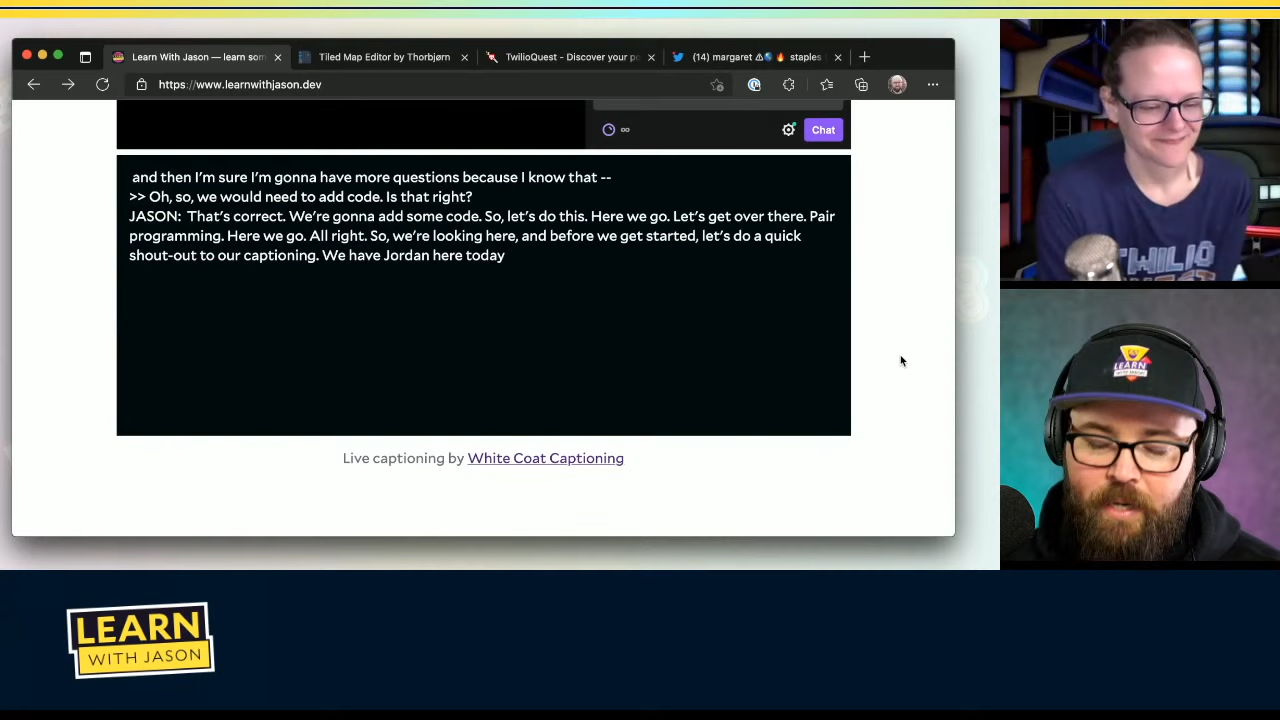 Learn With Jason — learn som
Tiled Map Editor by Thorbjørn
TwilioQuest - Discover your po
(14) margaret ⚠🌎🔥 staples
https://www.learnwithjason.dev
∞
Chat
and then I'm sure I'm gonna have more questions because I know that --
>> Oh, so, we would need to add code. Is that right?
JASON:  That's correct. We're gonna add some code. So, let's do this. Here we go. Let's get over there. Pair
programming. Here we go. All right. So, we're looking here, and before we get started, let's do a quick
shout-out to our captioning. We have Jordan here today
Live captioning by White Coat Captioning
TWILIO
LEARN
LEARN
WITH JASON